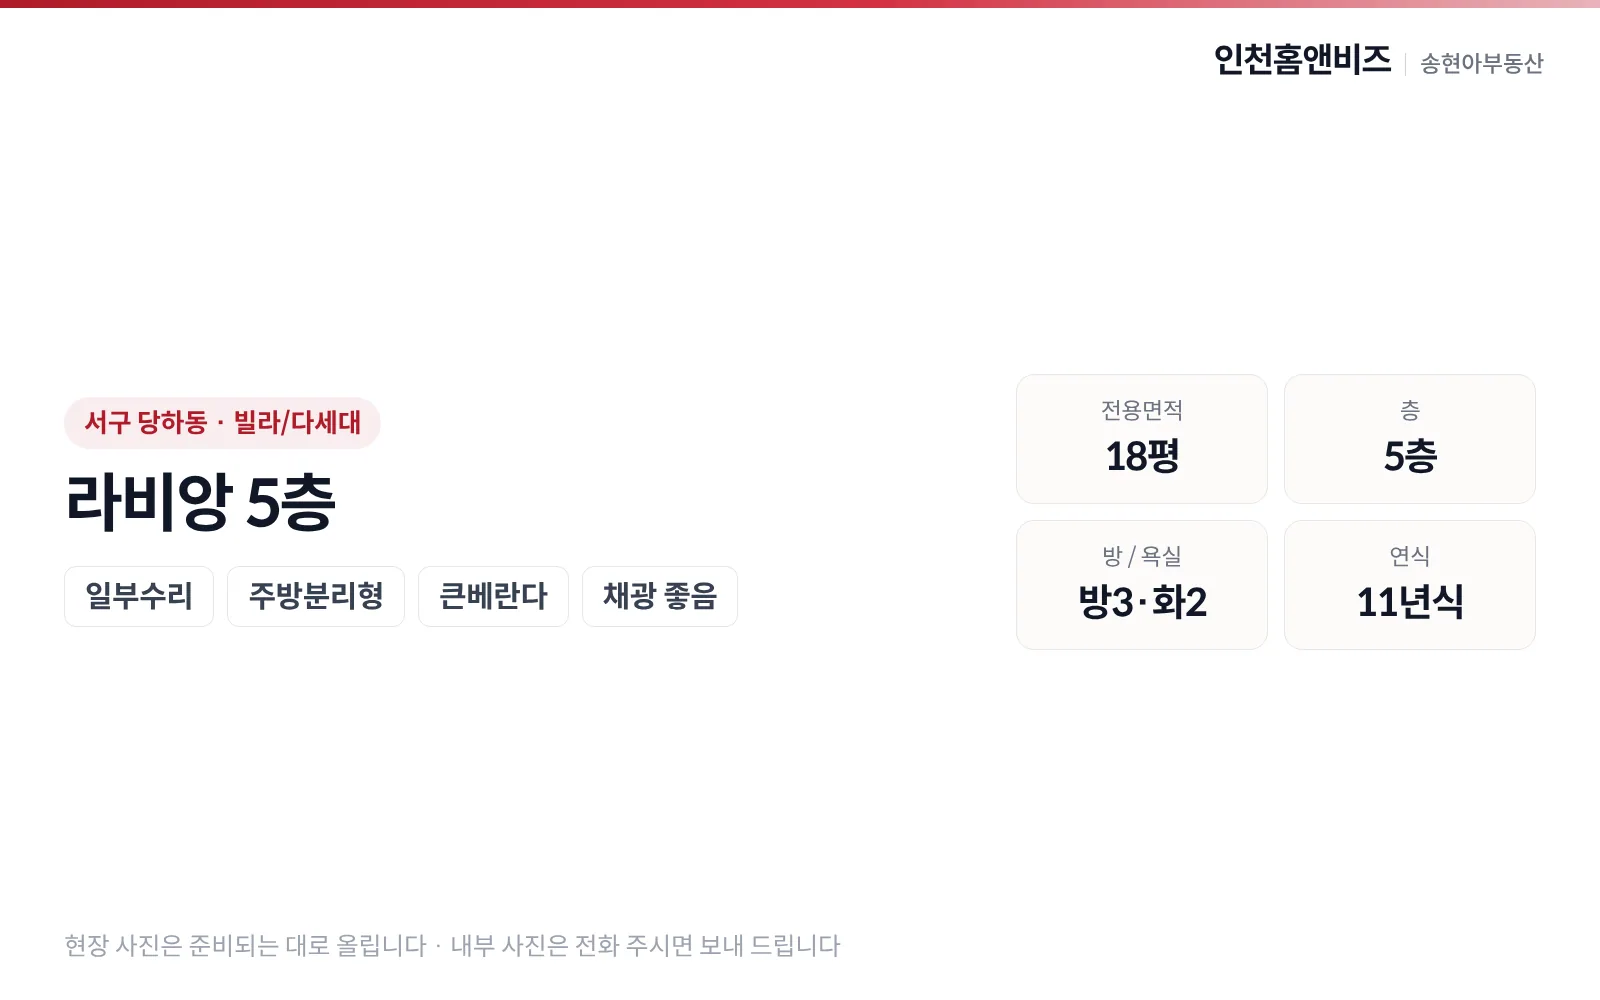 인천홈앤비즈 송현아부동산
서구 당하동 · 빌라/다세대
라비앙 5층
일부수리 주방분리형 큰베란다 채광 좋음
전용면적
18평
층
5층
방 / 욕실
방3·화2
연식
11년식
현장 사진은 준비되는 대로 올립니다 · 내부 사진은 전화 주시면 보내 드립니다